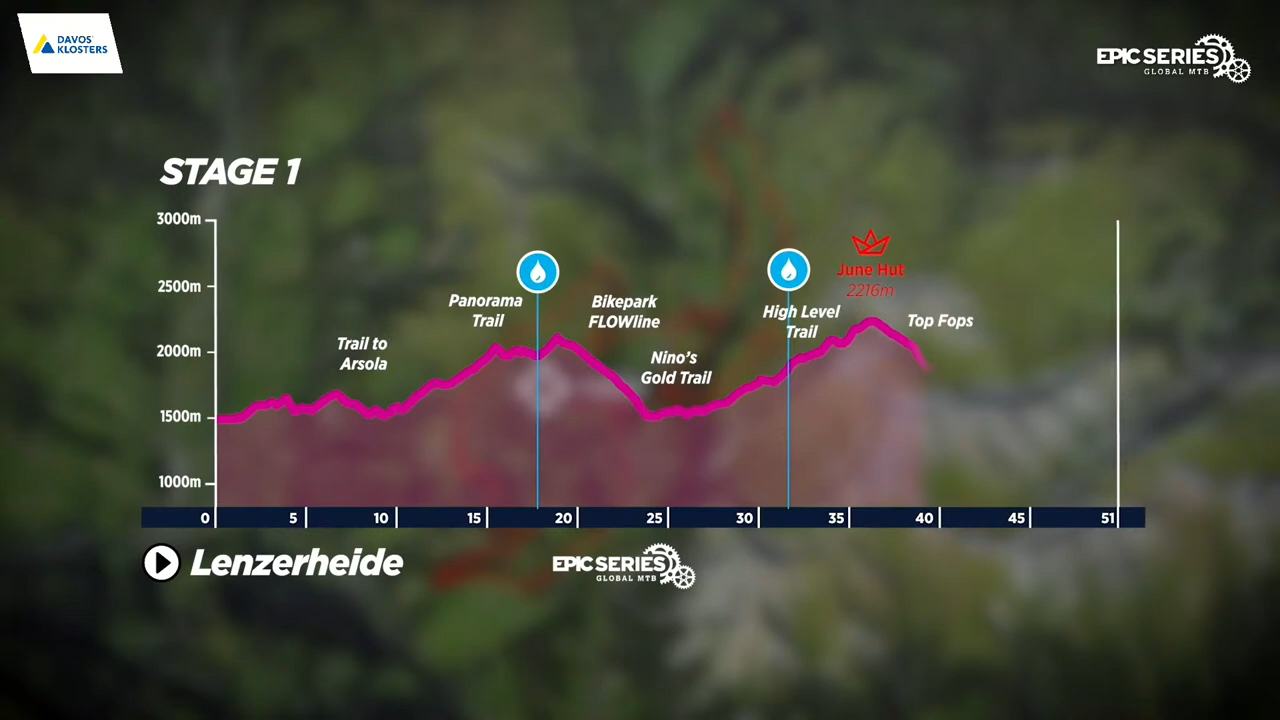 DAVOS
KLOSTERS
EPIC SERIES
GLOBAL MTB
STAGE 1
3000m
2500m
2000m
1500m
1000m
Trail to
Arsola
Panorama
Trail
Bikepark
FLOWline
Nino's
Gold Trail
High Level
Trail
June Hut
2216m
Top Fops
0 5 10 15 20 25 30 35 40 45 51
Lenzerheide
EPIC SERIES
GLOBAL MTB